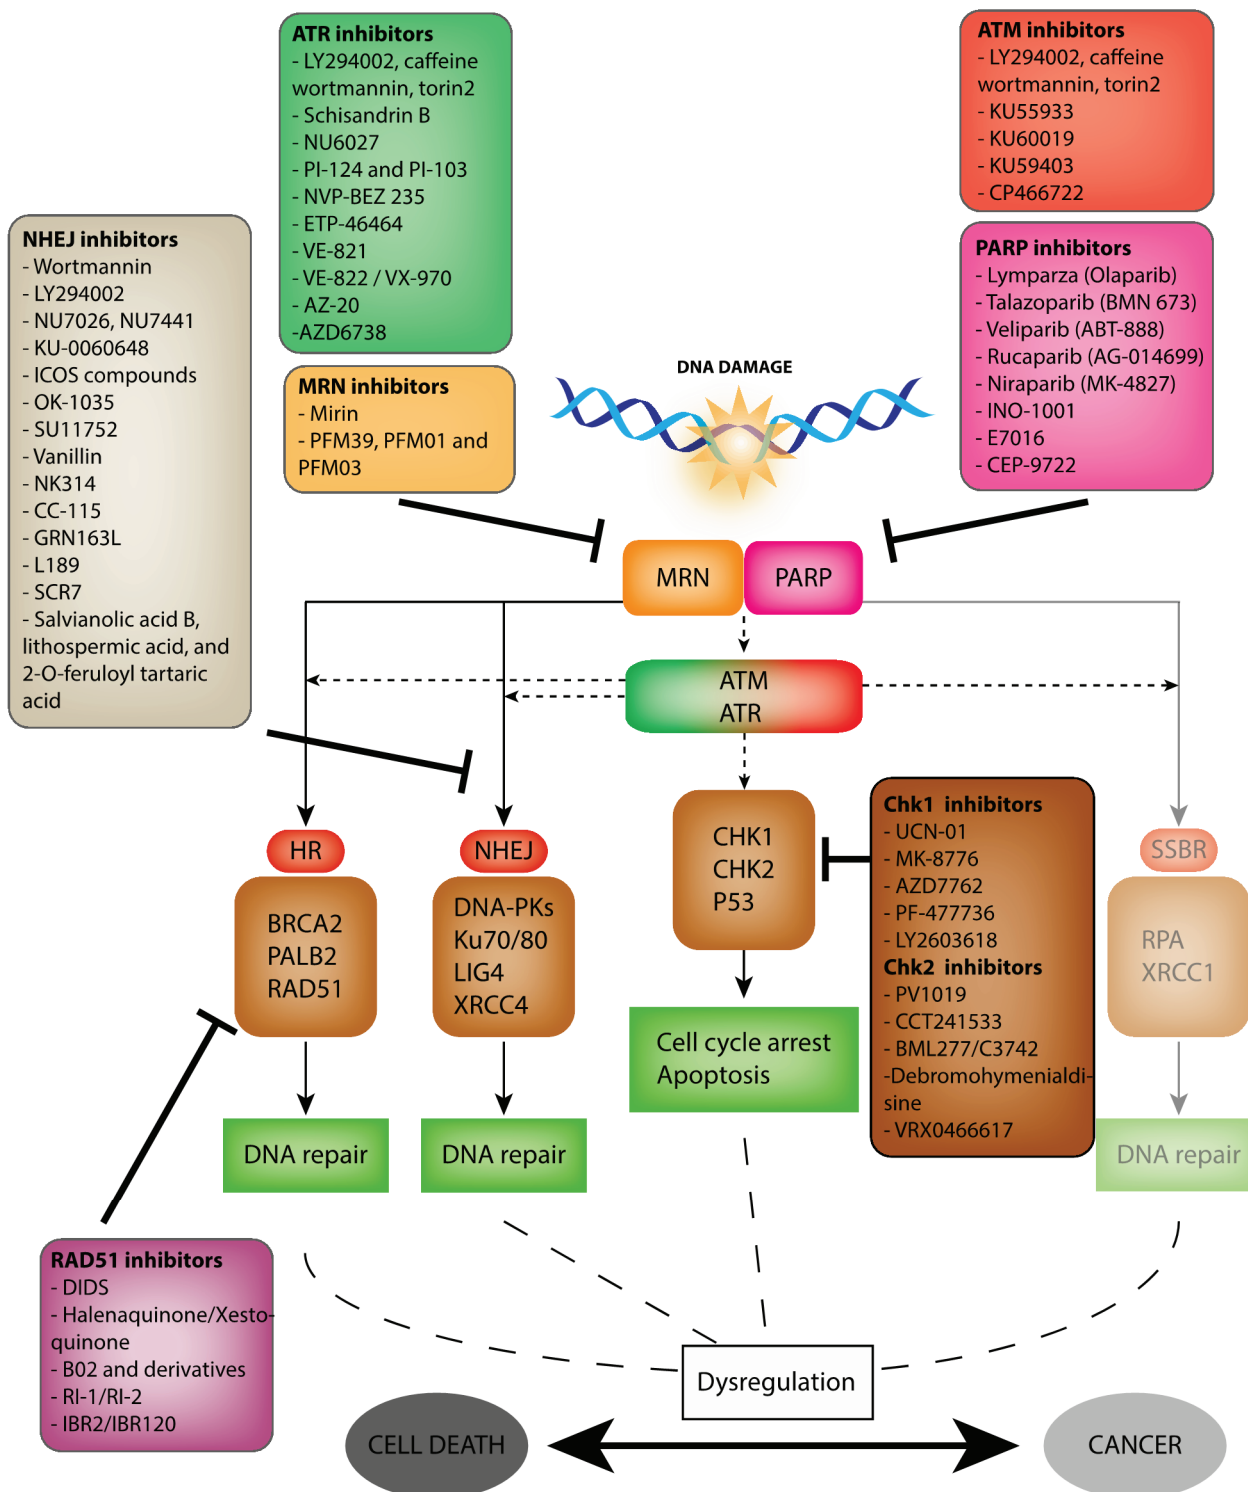 ATR inhibitors
- LY294002, caffeine
wortmannin, torin2
- Schisandrin B
- NU6027
- PI-124 and PI-103
- NVP-BEZ 235
- ETP-46464
- VE-821
- VE-822 / VX-970
- AZ-20
-AZD6738
ATM inhibitors
- LY294002, caffeine
wortmannin, torin2
- KU55933
- KU60019
- KU59403
- CP466722
NHEJ inhibitors
- Wortmannin
- LY294002
- NU7026, NU7441
- KU-0060648
- ICOS compounds
- OK-1035
- SU11752
- Vanillin
- NK314
- CC-115
- GRN163L
- L189
- SCR7
- Salvianolic acid B,
lithospermic acid, and
2-O-feruloyl tartaric
acid
PARP inhibitors
- Lymparza (Olaparib)
- Talazoparib (BMN 673)
- Veliparib (ABT-888)
- Rucaparib (AG-014699)
- Niraparib (MK-4827)
- INO-1001
- E7016
- CEP-9722
MRN inhibitors
- Mirin
- PFM39, PFM01 and
PFM03
DNA DAMAGE
MRN
PARP
ATM
ATR
HR
BRCA2
PALB2
RAD51
DNA repair
NHEJ
DNA-PKs
Ku70/80
LIG4
XRCC4
DNA repair
CHK1
CHK2
P53
Cell cycle arrest
Apoptosis
Chk1 inhibitors
- UCN-01
- MK-8776
- AZD7762
- PF-477736
- LY2603618
Chk2 inhibitors
- PV1019
- CCT241533
- BML277/C3742
-Debromohymenialdi-
sine
- VRX0466617
SSBR
RPA
XRCC1
DNA repair
RAD51 inhibitors
- DIDS
- Halenaquinone/Xesto-
quinone
- B02 and derivatives
- RI-1/RI-2
- IBR2/IBR120
Dysregulation
CELL DEATH
CANCER